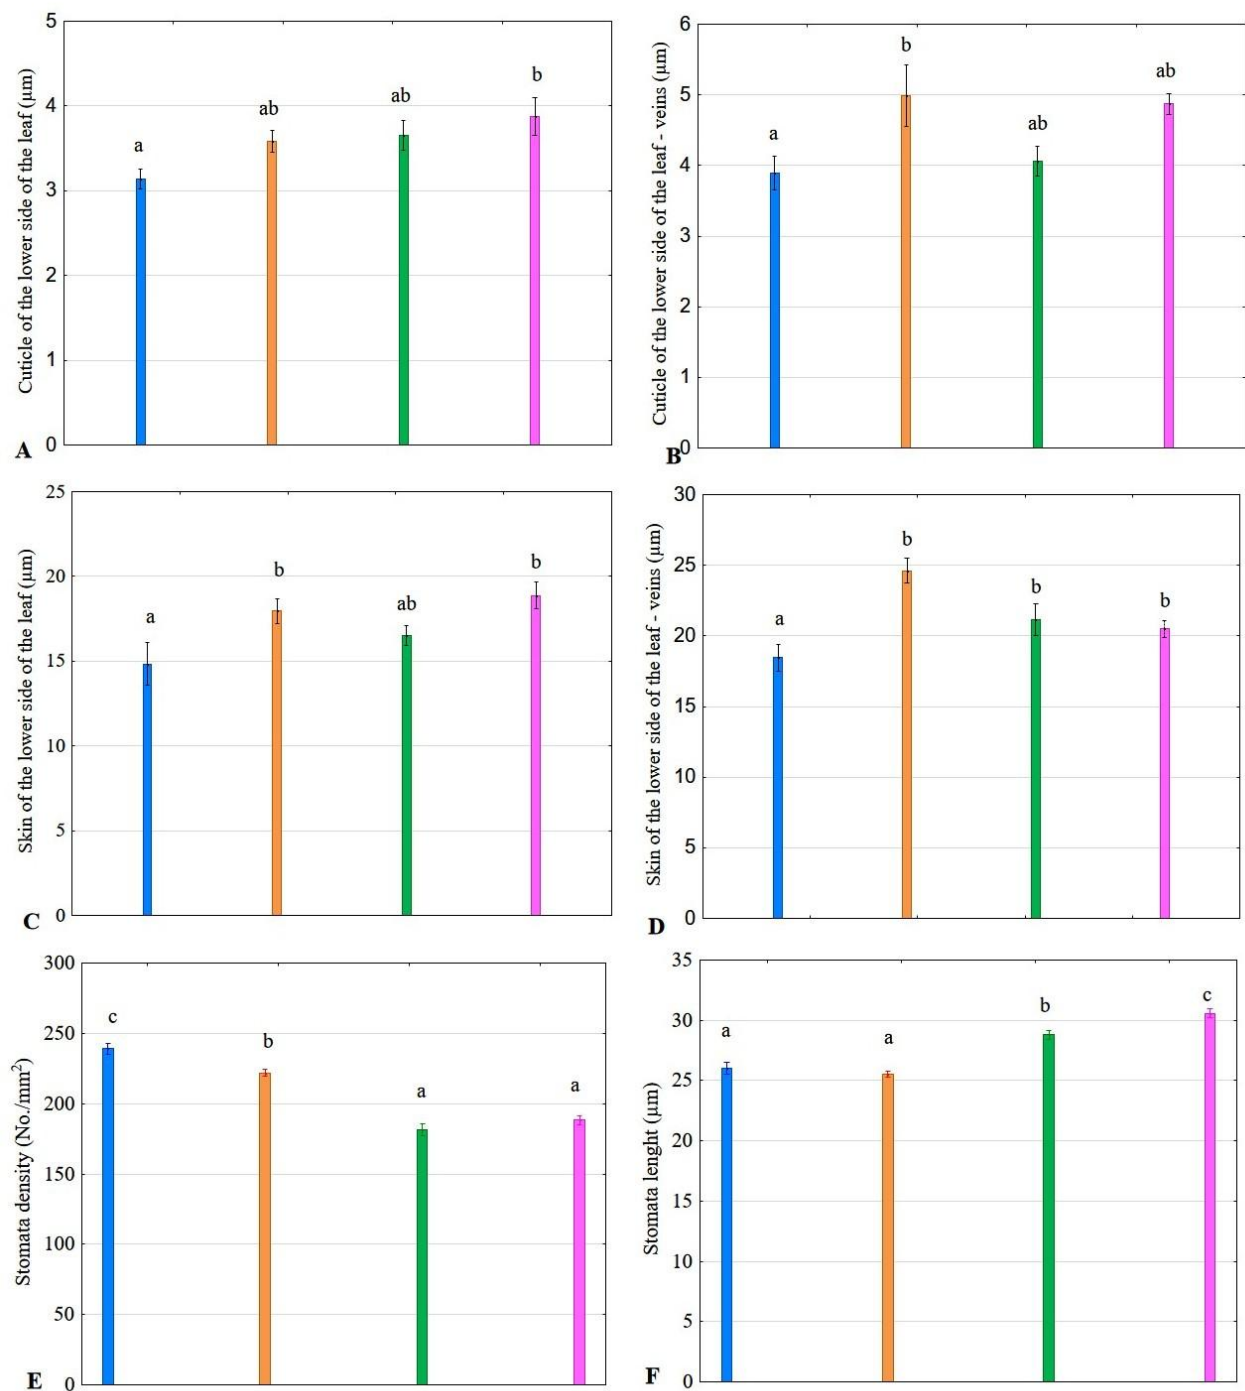 Cuticle of the lower side of the leaf (μm)
5
4
3
2
1
0
a
ab
ab
b
A
Cuticle of the lower side of the leaf - veins (μm)
6
5
4
3
2
1
0
a
b
ab
ab
B
Skin of the lower side of the leaf (μm)
25
20
15
10
5
0
a
b
ab
b
C
Skin of the lower side of the leaf - veins (μm)
30
25
20
15
10
5
0
a
b
b
b
D
Stomata density (No./mm²)
300
250
200
150
100
50
0
c
b
a
a
E
Stomata lenght (μm)
35
30
25
20
15
10
5
0
a
a
b
c
F